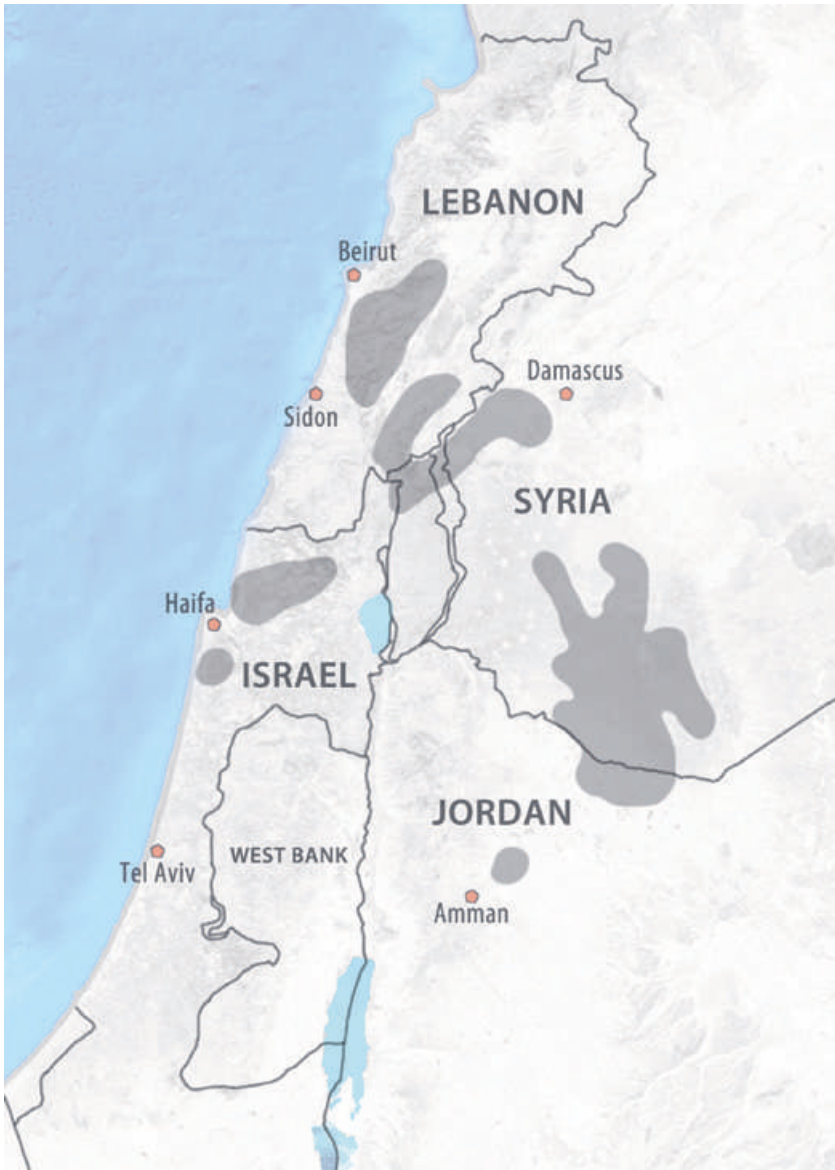 LEBANON
Beirut
Damascus
Sidon
SYRIA
Haifa
ISRAEL
JORDAN
WEST BANK
Tel Aviv
Amman